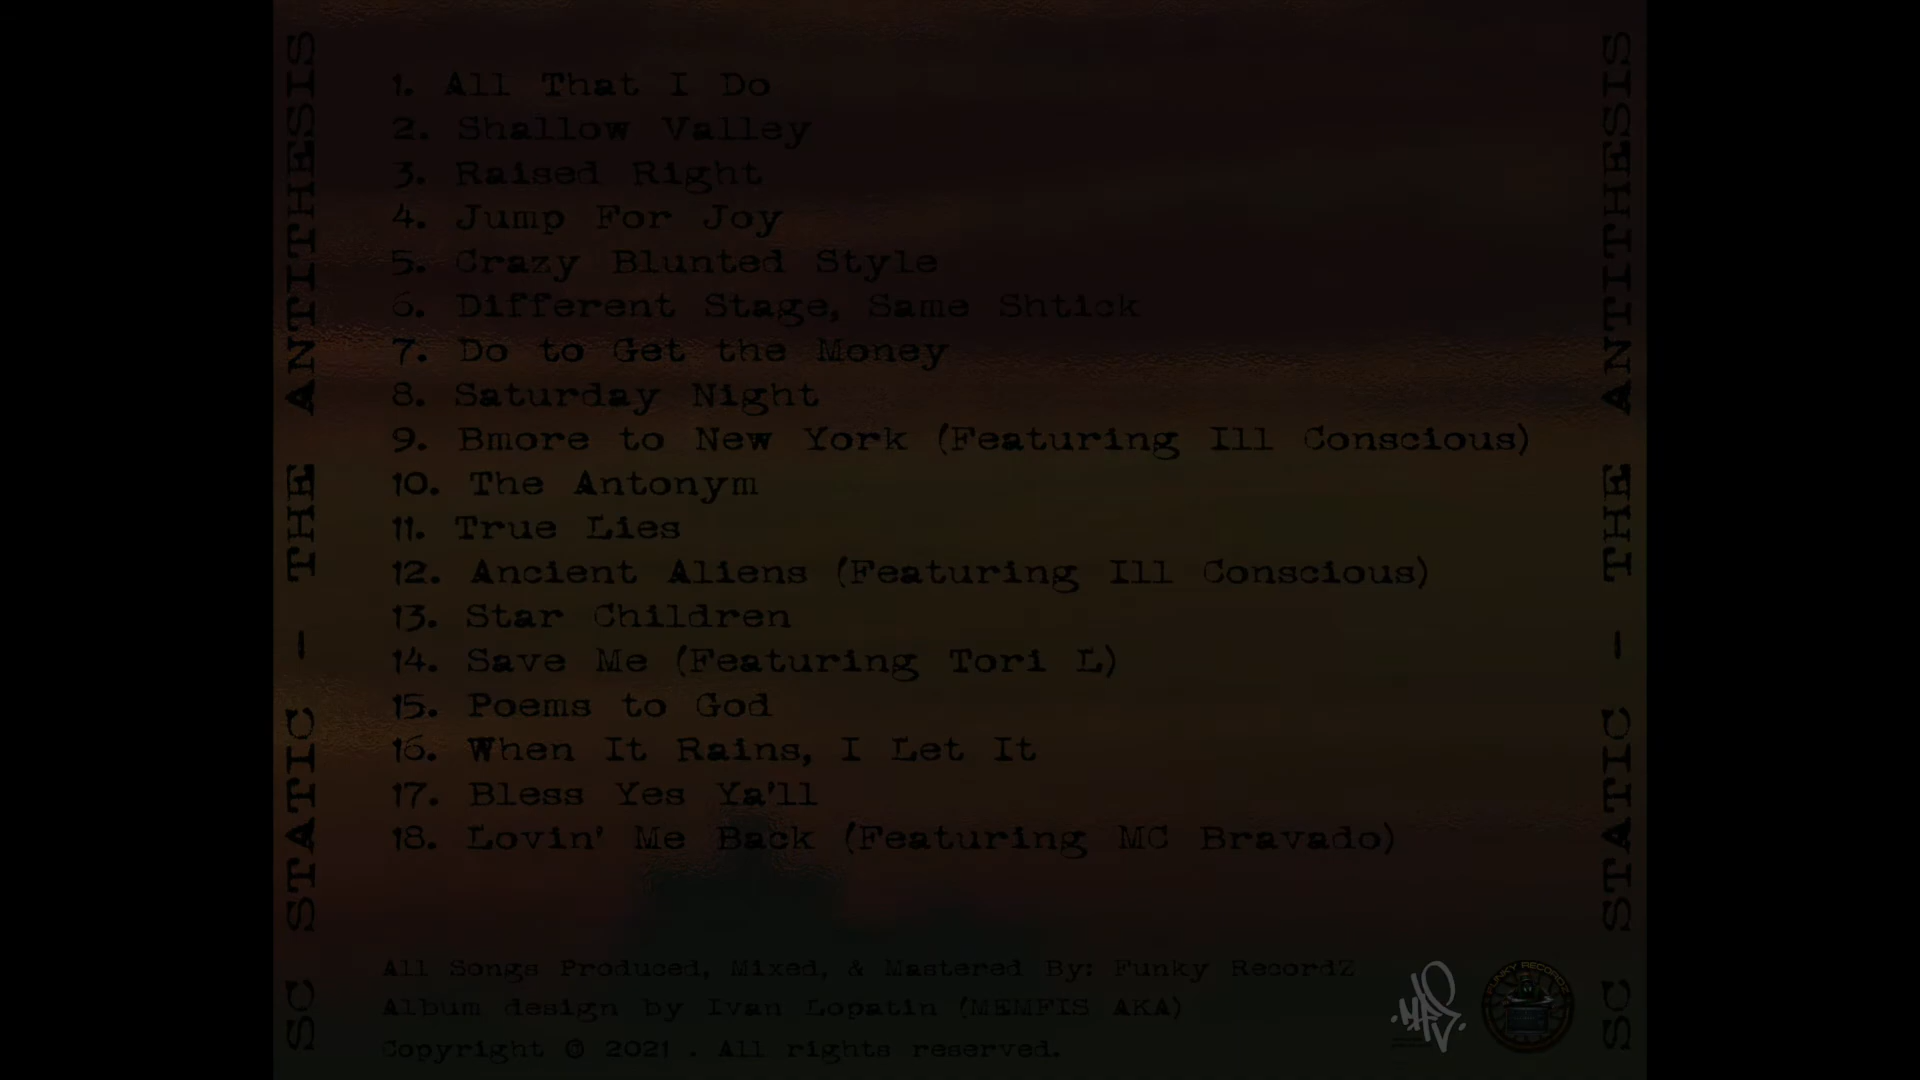 SC STATIC - THE ANTITHESIS
1. All That I Do
2. Shallow Valley
3. Raised Right
4. Jump For Joy
5. Crazy Blunted Style
6. Different Stage, Same Shtick
7. Do to Get the Money
8. Saturday Night
9. Bmore to New York (Featuring Ill Conscious)
10. The Antonym
11. True Lies
12. Ancient Aliens (Featuring Ill Conscious)
13. Star Children
14. Save Me (Featuring Tori L)
15. Poems to God
16. When It Rains, I Let It
17. Bless Yes Ya'll
18. Lovin' Me Back (Featuring MC Bravado)
All Songs Produced, Mixed, & Mastered By: Funky RecordZ
Album design by Ivan Lopatin (MEMFIS AKA)
Copyright © 2021 . All rights reserved.
FUNKY RECORDZ
SC STATIC - THE ANTITHESIS